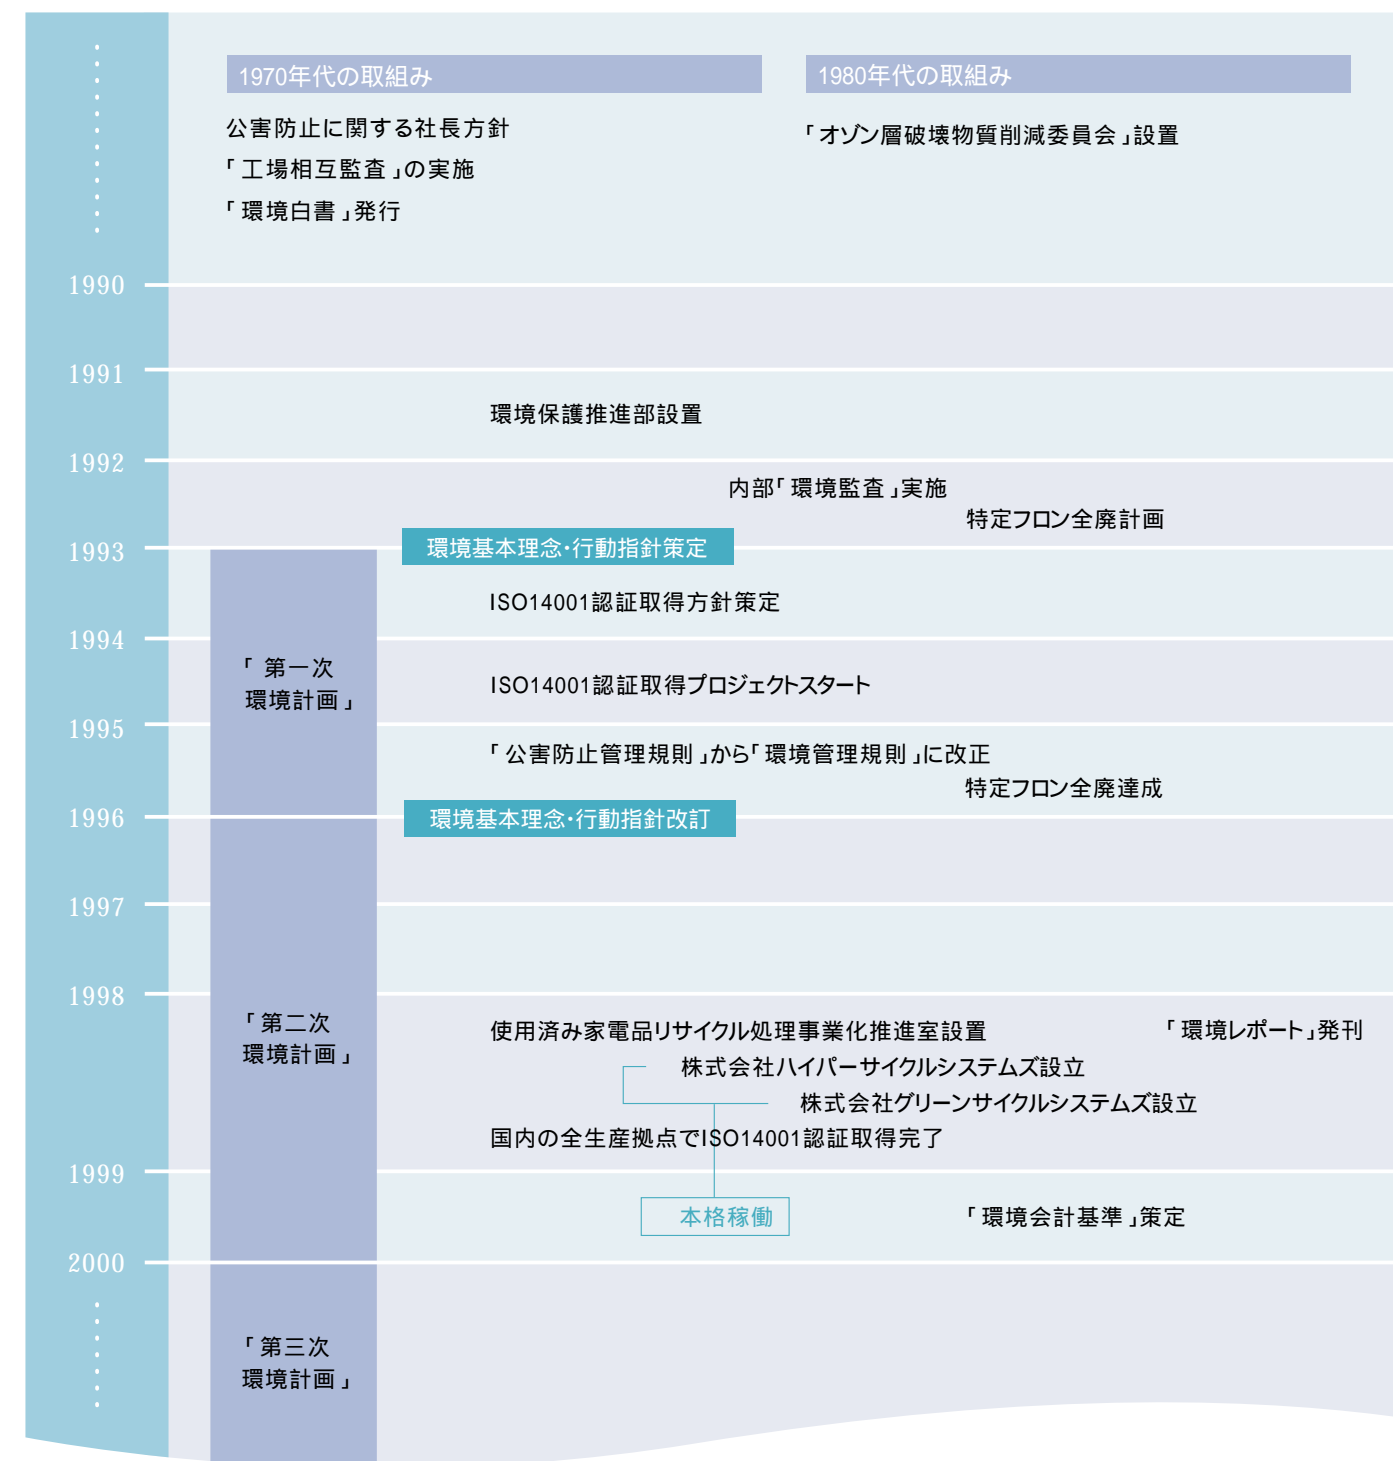 1970年代の取組み
1980年代の取組み
公害防止に関する社長方針
「オゾン層破壊物質削減委員会」設置
「工場相互監査」の実施
「環境白書」発行
1990
1991
環境保護推進部設置
1992
内部「環境監査」実施
特定フロン全廃計画
1993
環境基本理念・行動指針策定
ISO14001認証取得方針策定
1994
「第一次
環境計画」
ISO14001認証取得プロジェクトスタート
1995
「公害防止管理規則」から「環境管理規則」に改正
特定フロン全廃達成
1996
環境基本理念・行動指針改訂
1997
1998
「第二次
環境計画」
使用済み家電品リサイクル処理事業化推進室設置
「環境レポート」発刊
株式会社ハイパーサイクルシステムズ設立
株式会社グリーンサイクルシステムズ設立
国内の全生産拠点でISO14001認証取得完了
1999
本格稼働
「環境会計基準」策定
2000
「第三次
環境計画」